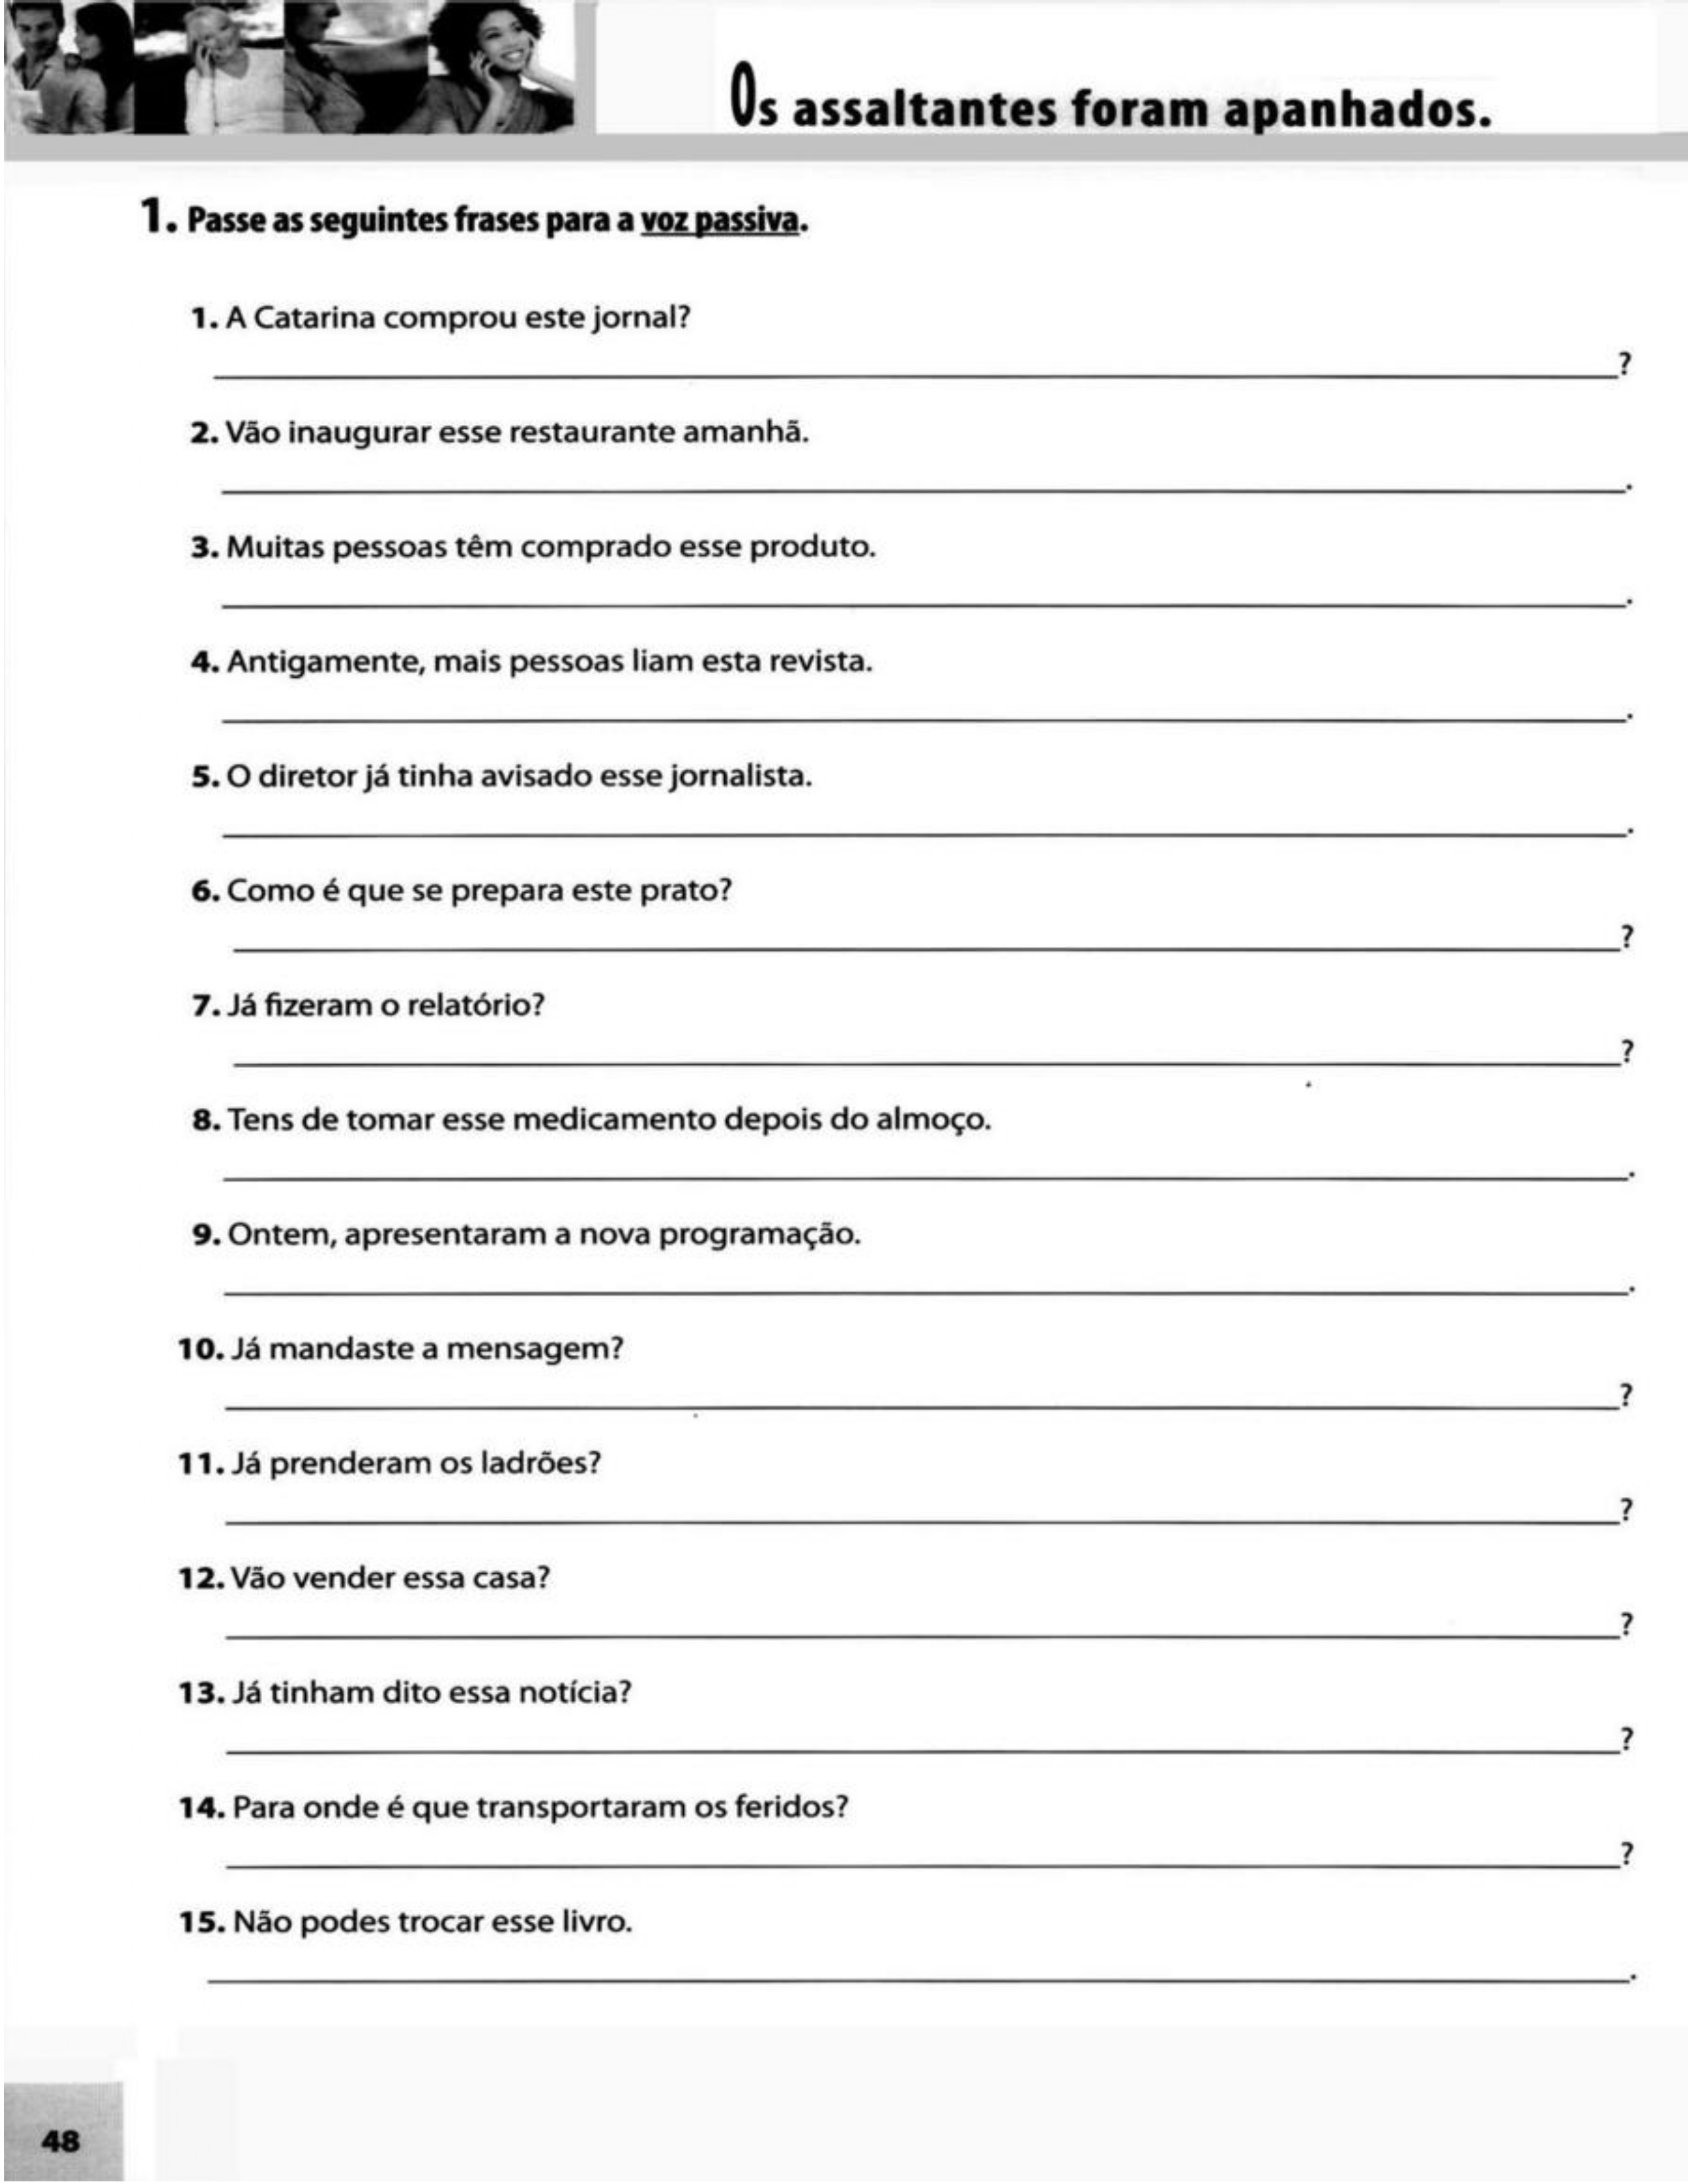 Os assaltantes foram apanhados.
1. Passe as seguintes frases para a voz passiva.
1. A Catarina comprou este jornal?
?
2. Vão inaugurar esse restaurante amanhã.
.
3. Muitas pessoas têm comprado esse produto.
.
4. Antigamente, mais pessoas liam esta revista.
.
5. O diretor já tinha avisado esse jornalista.
.
6. Como é que se prepara este prato?
?
7. Já fizeram o relatório?
?
8. Tens de tomar esse medicamento depois do almoço.
.
9. Ontem, apresentaram a nova programação.
.
10. Já mandaste a mensagem?
?
11. Já prenderam os ladrões?
?
12. Vão vender essa casa?
?
13. Já tinham dito essa notícia?
?
14. Para onde é que transportaram os feridos?
?
15. Não podes trocar esse livro.
.
48